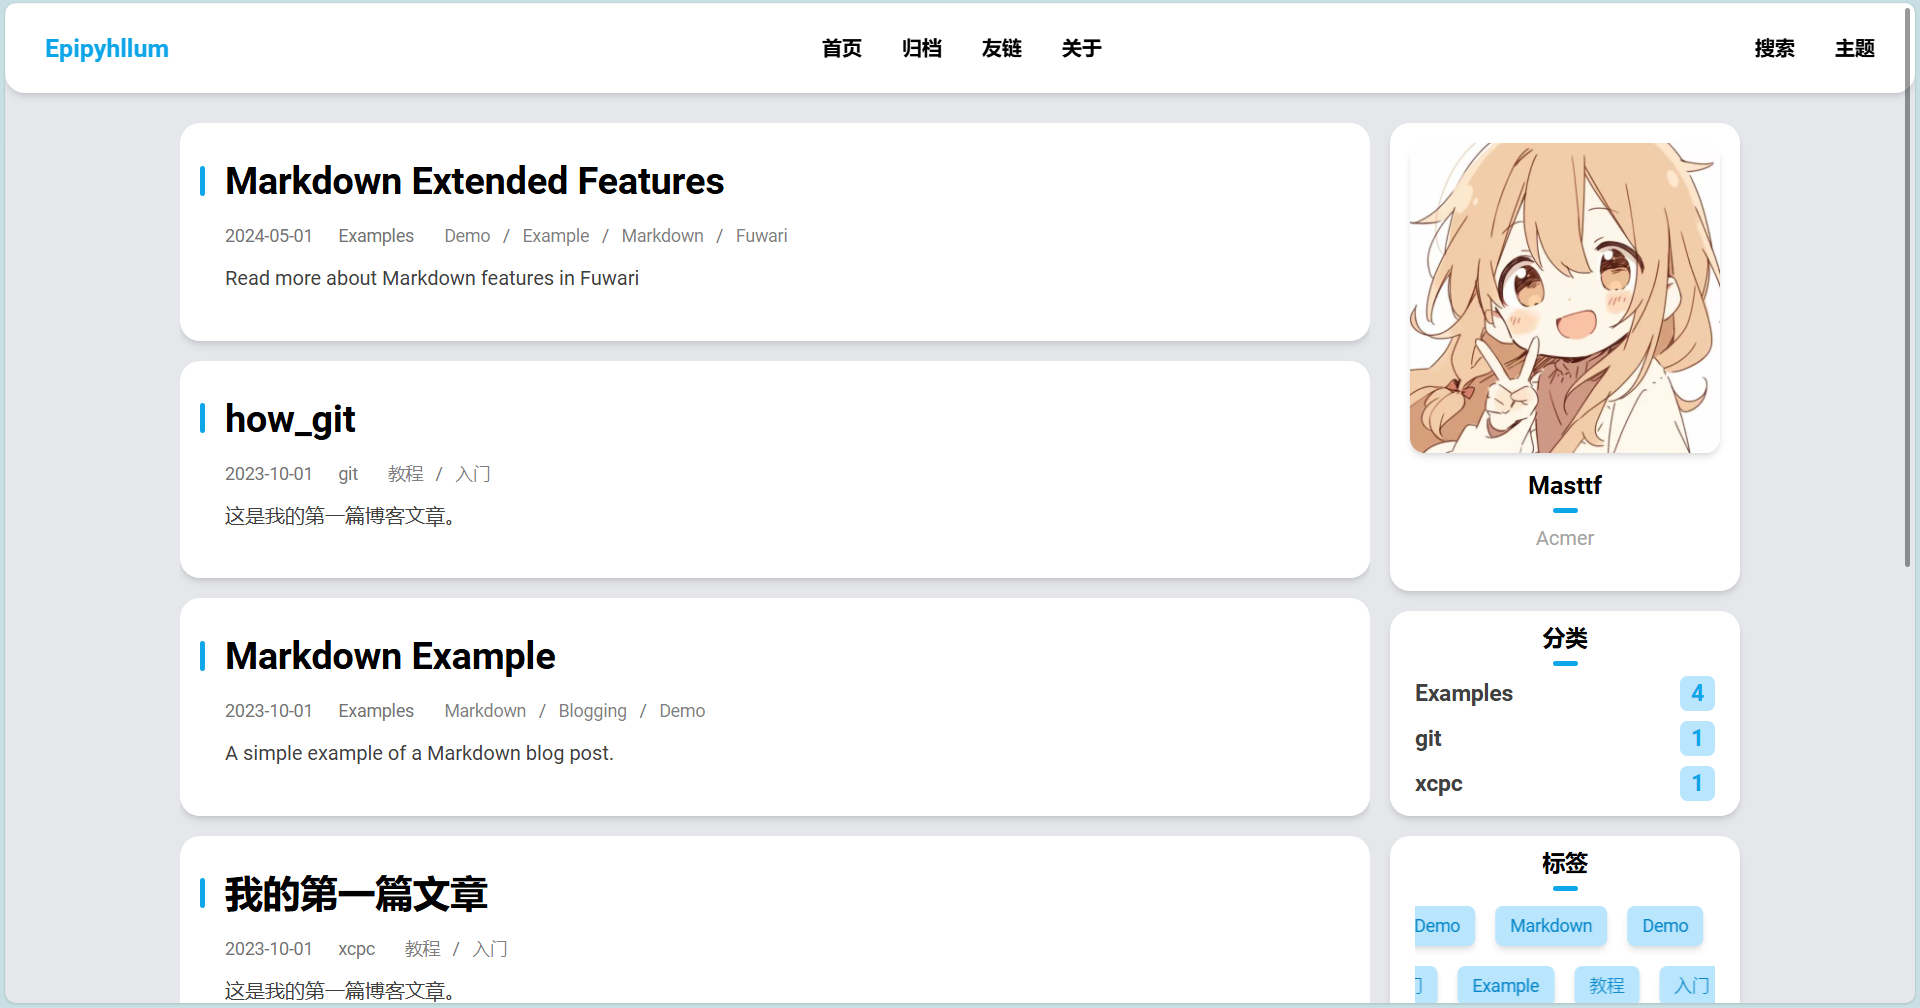 Epipyhllum 首页 归档 友链 关于 搜索 主题
Markdown Extended Features
2024-05-01 Examples Demo / Example / Markdown / Fuwari
Read more about Markdown features in Fuwari
how_git
2023-10-01 git 教程 / 入门
这是我的第一篇博客文章。
Markdown Example
2023-10-01 Examples Markdown / Blogging / Demo
A simple example of a Markdown blog post.
我的第一篇文章
2023-10-01 xcpc 教程 / 入门
这是我的第一篇博客文章。
Masttf
Acmer
分类
Examples 4
git 1
xcpc 1
标签
Demo Markdown Demo
Example 教程 入门